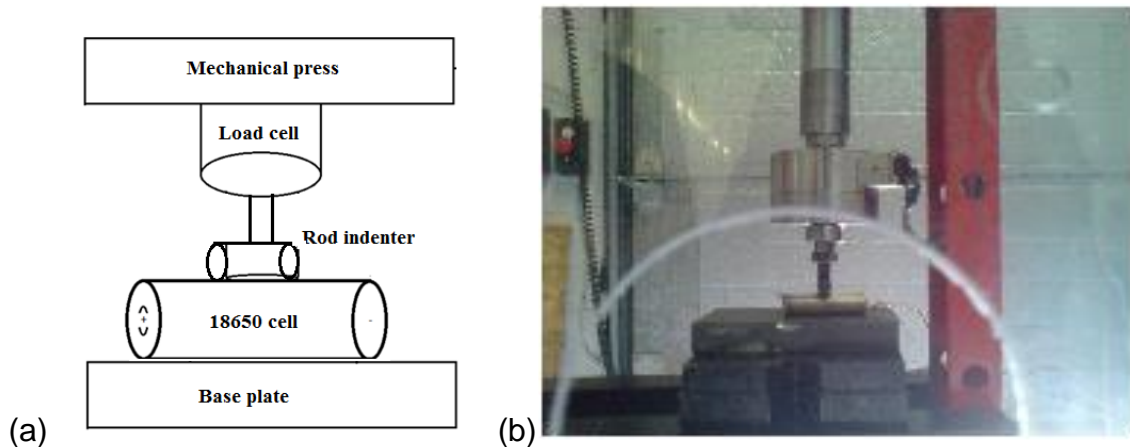 Mechanical press
Load cell
Rod indenter
18650 cell
+
Base plate
(a)
(b)